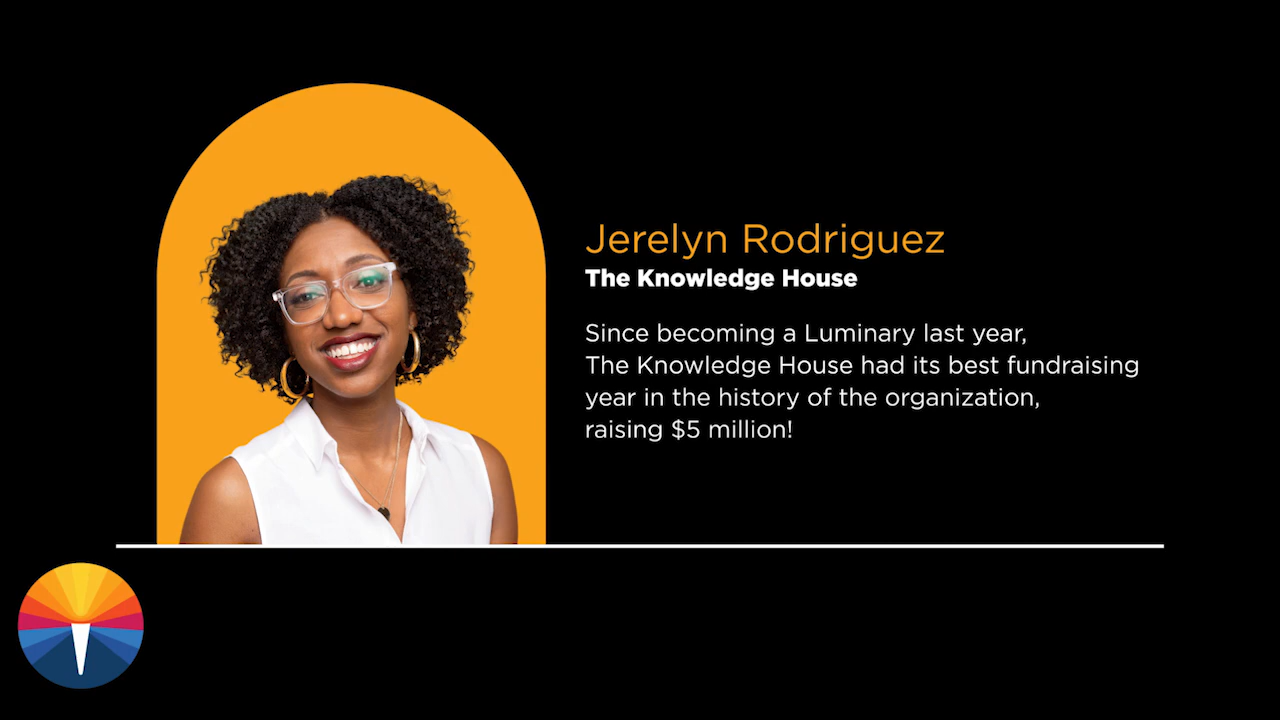 Jerelyn Rodriguez
The Knowledge House
Since becoming a Luminary last year,
The Knowledge House had its best fundraising
year in the history of the organization,
raising $5 million!